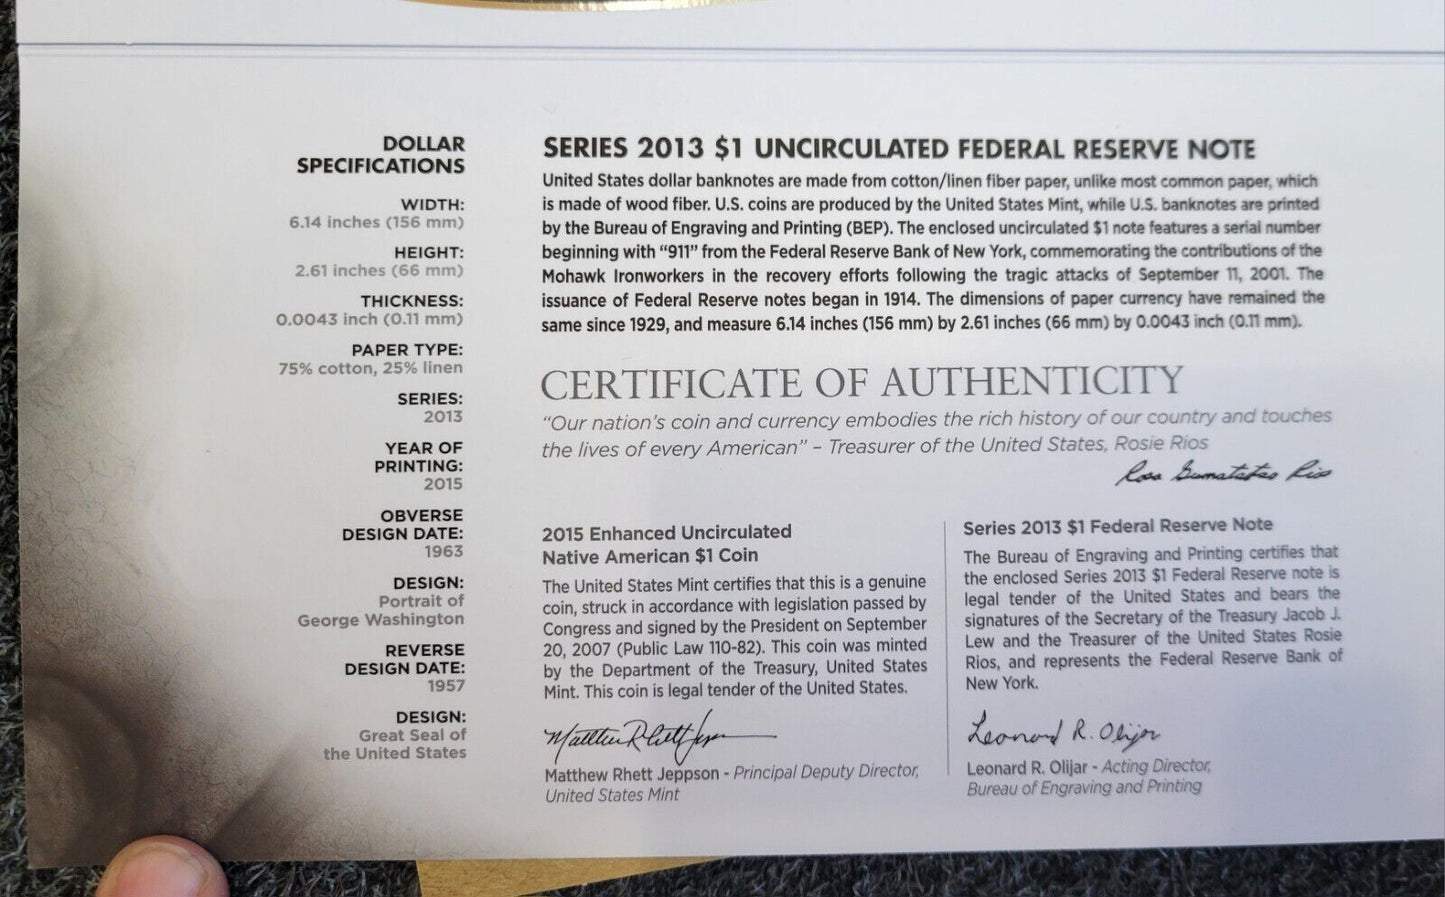 DOLLAR
SPECIFICATIONS
WIDTH:
6.14 inches (156 mm)
HEIGHT:
2.61 inches (66 mm)
THICKNESS:
0.0043 inch (0.11 mm)
PAPER TYPE:
75% cotton, 25% linen
SERIES:
2013
YEAR OF
PRINTING:
2015
OBVERSE
DESIGN DATE:
1963
DESIGN:
Portrait of
George Washington
REVERSE
DESIGN DATE:
1957
DESIGN:
Great Seal of
the United States
SERIES 2013 $1 UNCIRCULATED FEDERAL RESERVE NOTE
United States dollar banknotes are made from cotton/linen fiber paper, unlike most common paper, which
is made of wood fiber. U.S. coins are produced by the United States Mint, while U.S. banknotes are printed
by the Bureau of Engraving and Printing (BEP). The enclosed uncirculated $1 note features a serial number
beginning with “911” from the Federal Reserve Bank of New York, commemorating the contributions of the
Mohawk Ironworkers in the recovery efforts following the tragic attacks of September 11, 2001. The
issuance of Federal Reserve notes began in 1914. The dimensions of paper currency have remained the
same since 1929, and measure 6.14 inches (156 mm) by 2.61 inches (66 mm) by 0.0043 inch (0.11 mm).
CERTIFICATE OF AUTHENTICITY
“Our nation’s coin and currency embodies the rich history of our country and touches
the lives of every American” – Treasurer of the United States, Rosie Rios
Rosa Gumataotao Rios
2015 Enhanced Uncirculated
Native American $1 Coin
The United States Mint certifies that this is a genuine
coin, struck in accordance with legislation passed by
Congress and signed by the President on September
20, 2007 (Public Law 110-82). This coin was minted
by the Department of the Treasury, United States
Mint. This coin is legal tender of the United States.
Matthew Rhett Jeppson
Matthew Rhett Jeppson - Principal Deputy Director,
United States Mint
Series 2013 $1 Federal Reserve Note
The Bureau of Engraving and Printing certifies that
the enclosed Series 2013 $1 Federal Reserve note is
legal tender of the United States and bears the
signatures of the Secretary of the Treasury Jacob J.
Lew and the Treasurer of the United States Rosie
Rios, and represents the Federal Reserve Bank of
New York.
Leonard R. Olijar
Leonard R. Olijar - Acting Director,
Bureau of Engraving and Printing